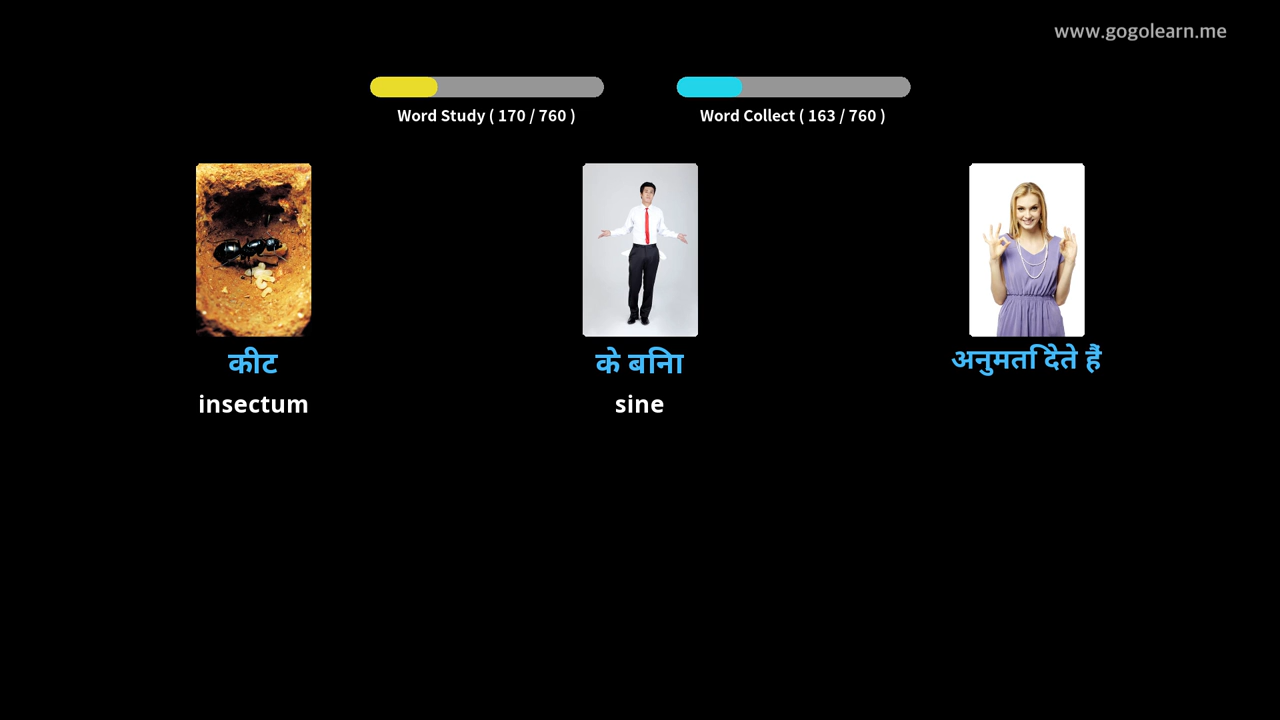 www.gogolearn.me
Word Study ( 170 / 760 )
Word Collect ( 163 / 760 )
कीट
के बिना
अनुमति देते हैं
insectum
sine